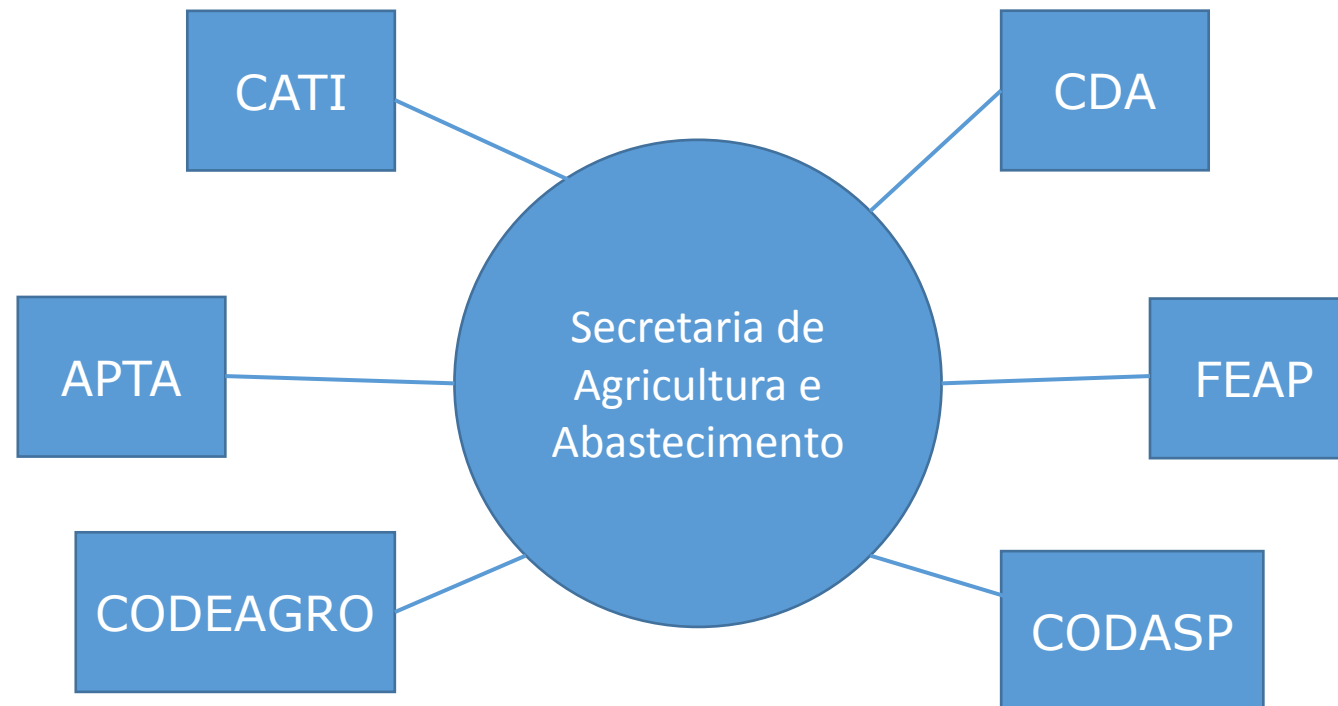 CATI
CDA
Secretaria de
Agricultura e
Abastecimento
APTA
FEAP
CODEAGRO
CODASP